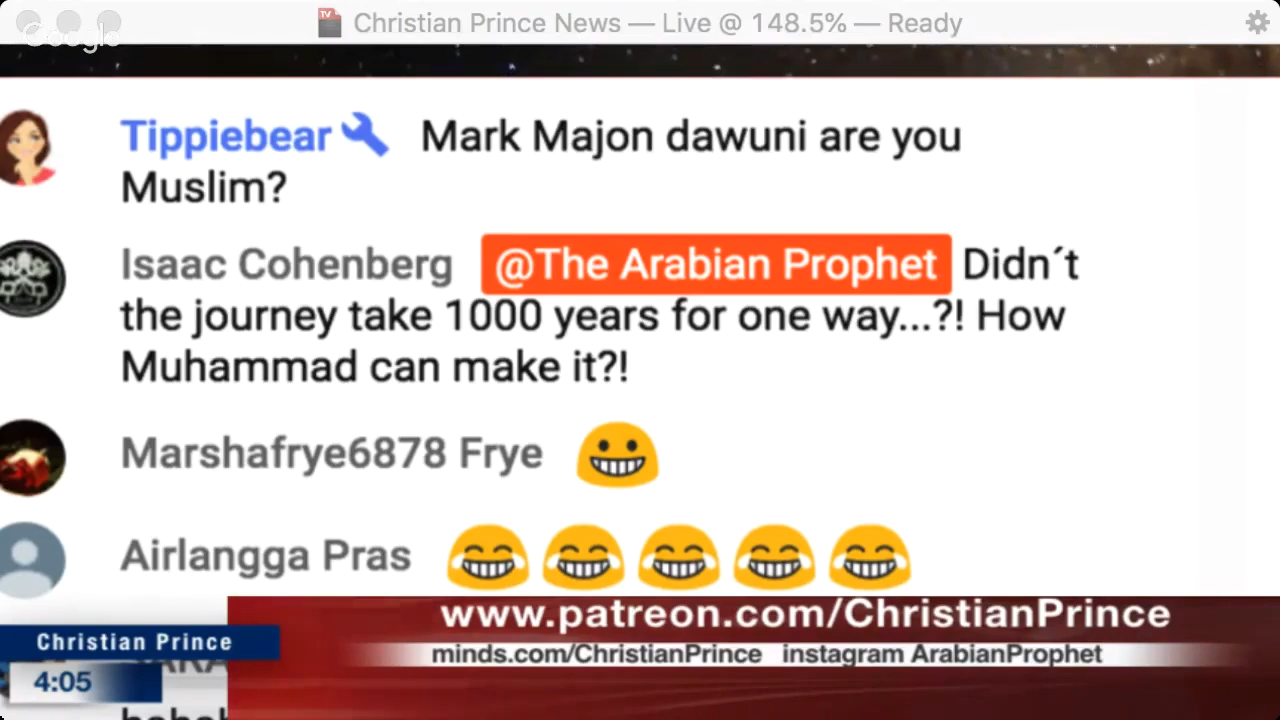 Christian Prince News — Live @ 148.5% — Ready
Google
Tippiebear Mark Majon dawuni are you
Muslim?
Isaac Cohenberg @The Arabian Prophet Didn´t
the journey take 1000 years for one way...?! How
Muhammad can make it?!
Marshafrye6878 Frye
Airlangga Pras
www.patreon.com/ChristianPrince
Christian Prince
minds.com/ChristianPrince instagram ArabianProphet
4:05